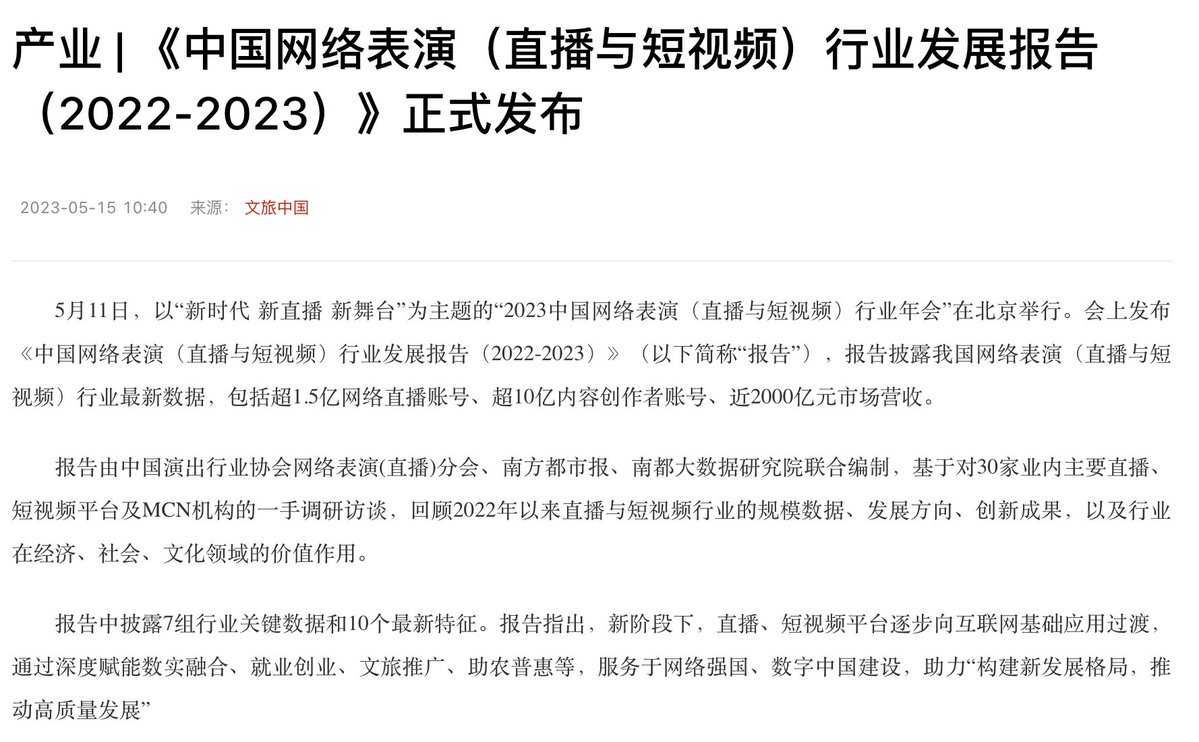 产业 | 《中国网络表演（直播与短视频）行业发展报告
（2022-2023）》正式发布
2023-05-15 10:40 来源： 文旅中国
5月11日，以“新时代 新直播 新舞台”为主题的“2023中国网络表演（直播与短视频）行业年会”在北京举行。会上发布
《中国网络表演（直播与短视频）行业发展报告（2022-2023）》（以下简称“报告”），报告披露我国网络表演（直播与短
视频）行业最新数据，包括超1.5亿网络直播账号、超10亿内容创作者账号、近2000亿元市场营收。
报告由中国演出行业协会网络表演(直播)分会、南方都市报、南都大数据研究院联合编制，基于对30家业内主要直播、
短视频平台及MCN机构的一手调研访谈，回顾2022年以来直播与短视频行业的规模数据、发展方向、创新成果，以及行业
在经济、社会、文化领域的价值作用。
报告中披露7组行业关键数据和10个最新特征。报告指出，新阶段下，直播、短视频平台逐步向互联网基础应用过渡，
通过深度赋能数实融合、就业创业、文旅推广、助农普惠等，服务于网络强国、数字中国建设，助力“构建新发展格局，推
动高质量发展”